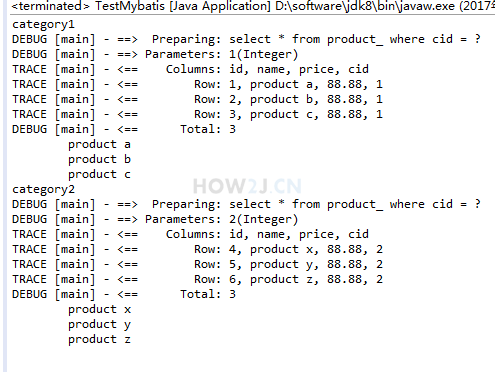 <terminated> TestMybatis [Java Application] D:\software\jdk8\bin\javaw.exe (2017年
category1
DEBUG [main] - ==>  Preparing: select * from product_ where cid = ?
DEBUG [main] - ==> Parameters: 1(Integer)
TRACE [main] - <==    Columns: id, name, price, cid
TRACE [main] - <==        Row: 1, product a, 88.88, 1
TRACE [main] - <==        Row: 2, product b, 88.88, 1
TRACE [main] - <==        Row: 3, product c, 88.88, 1
DEBUG [main] - <==      Total: 3
product a
product b
product c
HOW2J.CN
category2
DEBUG [main] - ==>  Preparing: select * from product_ where cid = ?
DEBUG [main] - ==> Parameters: 2(Integer)
TRACE [main] - <==    Columns: id, name, price, cid
TRACE [main] - <==        Row: 4, product x, 88.88, 2
TRACE [main] - <==        Row: 5, product y, 88.88, 2
TRACE [main] - <==        Row: 6, product z, 88.88, 2
DEBUG [main] - <==      Total: 3
product x
product y
product z